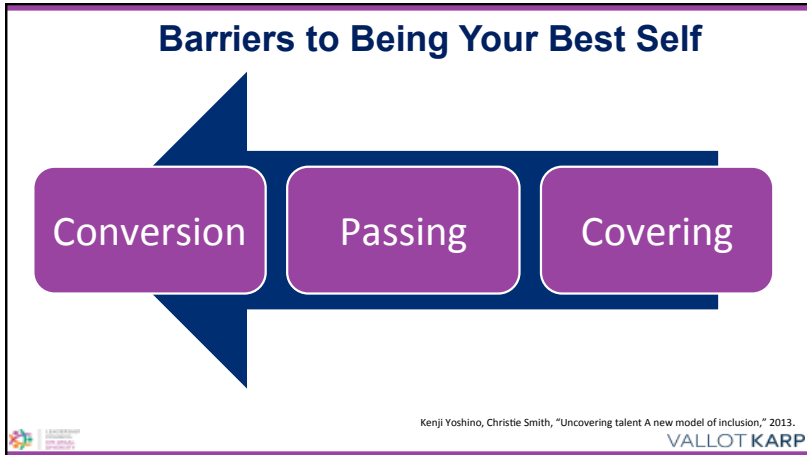 Barriers to Being Your Best Self
Conversion
Passing
Covering
Kenji Yoshino, Christie Smith, “Uncovering talent A new model of inclusion,” 2013.
LEADERSHIP
VALLOT KARP